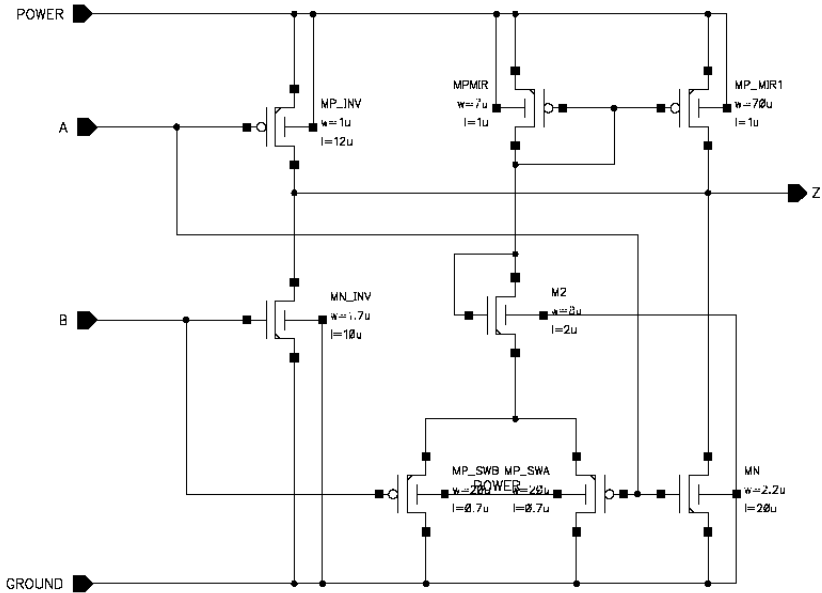 POWER
MP_INV
w=1u
l=12u
A
MPMIR
w=7u
l=1u
MP_MIR1
w=70u
l=1u
Z
MN_INV
w=1.7u
l=10u
B
M2
w=8u
l=2u
MP_SWB MP_SWA
w=20u w=20u
POWER
l=0.7u l=0.7u
MN
w=2.2u
l=20u
GROUND